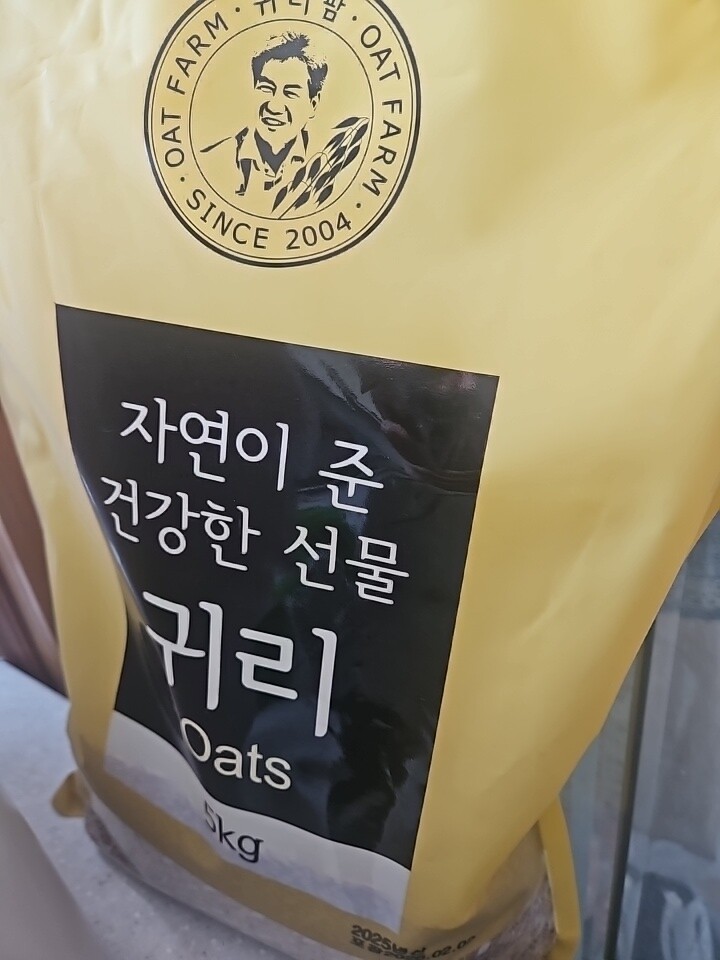 · 귀리팜 ·
OAT FARM · OAT FARM
· SINCE 2004 ·
자연이 준
건강한 선물
귀리
Oats
5kg